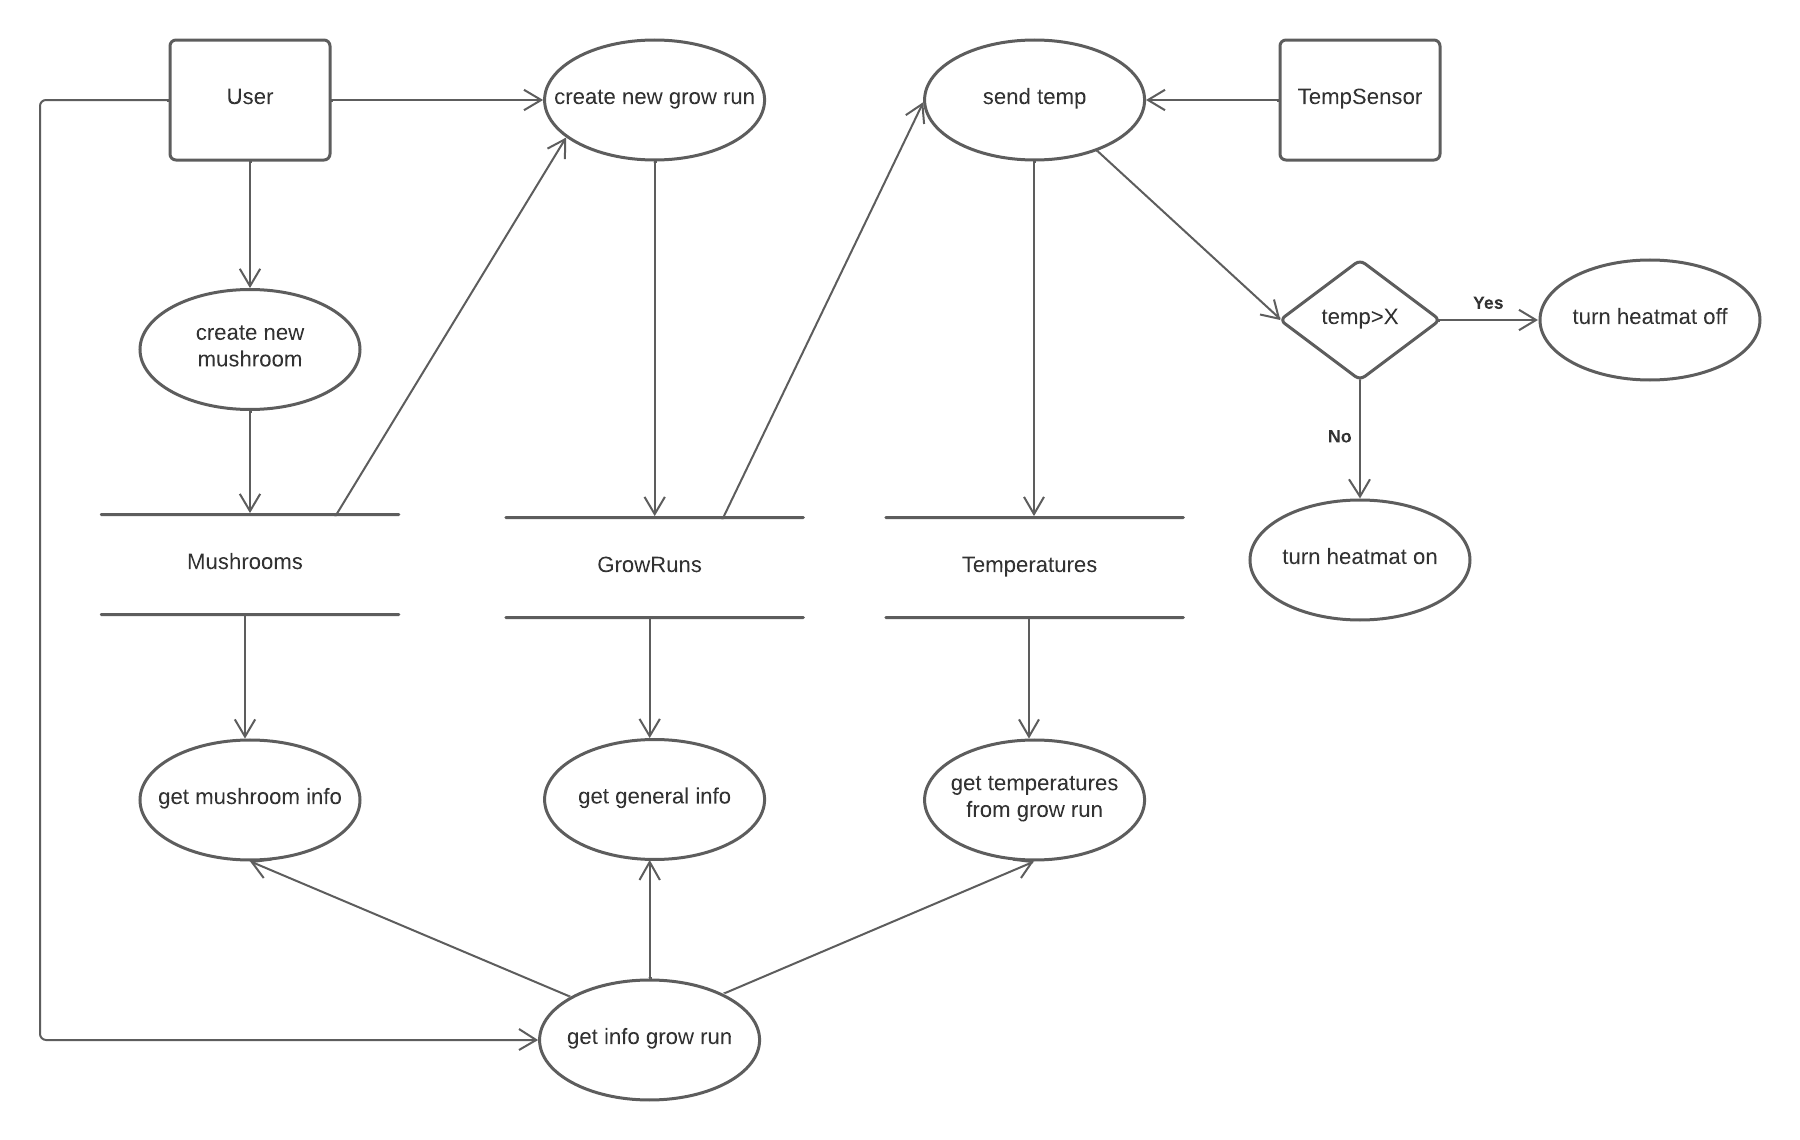 User
create new grow run
send temp
TempSensor
create new
mushroom
temp>X
Yes
turn heatmat off
No
turn heatmat on
Mushrooms
GrowRuns
Temperatures
get mushroom info
get general info
get temperatures
from grow run
get info grow run